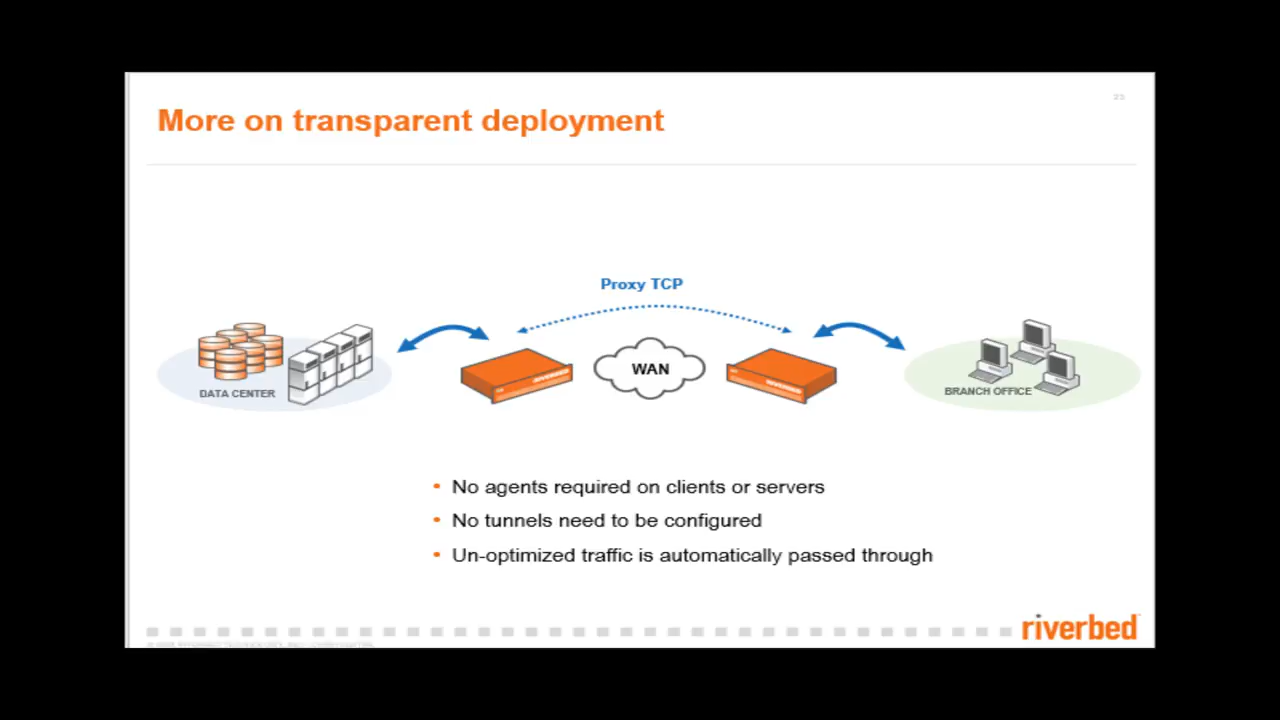 23
More on transparent deployment
Proxy TCP
WAN
DATA CENTER
BRANCH OFFICE
• No agents required on clients or servers
• No tunnels need to be configured
• Un-optimized traffic is automatically passed through
riverbed